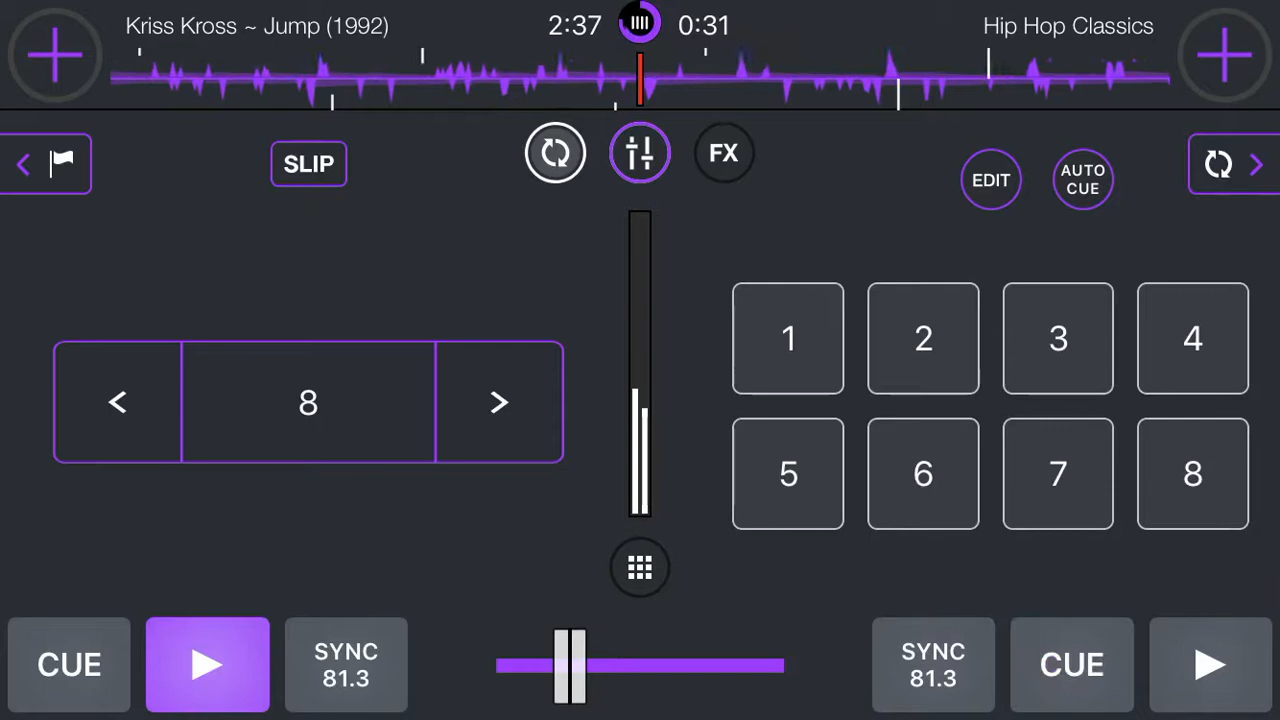 Kriss Kross ~ Jump (1992)
2:37
0:31
Hip Hop Classics
SLIP
FX
EDIT
AUTO
CUE
< 8 >
1 2 3 4
5 6 7 8
CUE
SYNC
81.3
SYNC
81.3
CUE